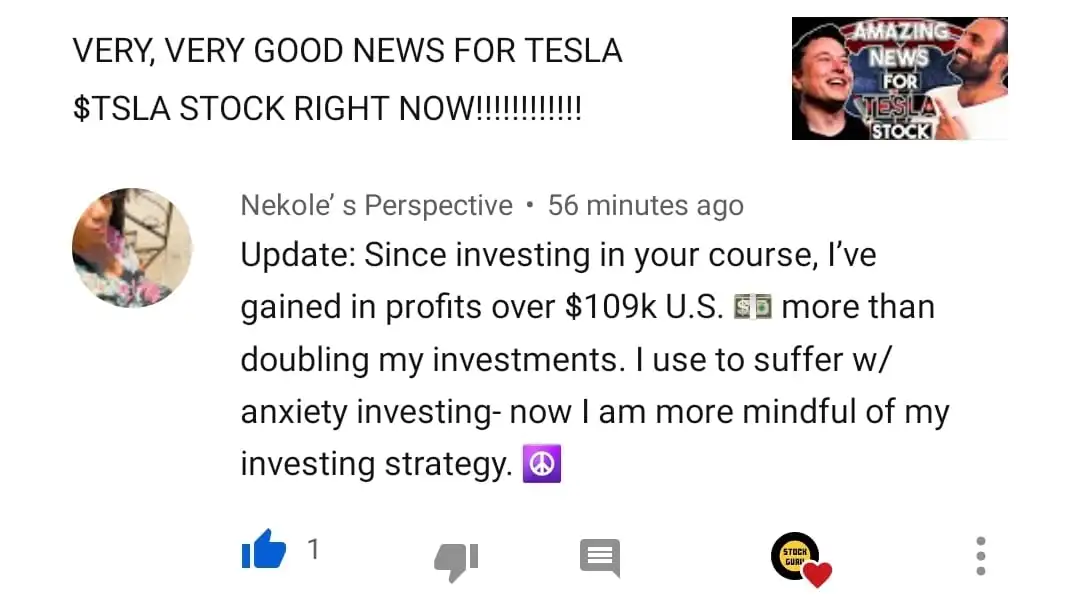 VERY, VERY GOOD NEWS FOR TESLA
$TSLA STOCK RIGHT NOW!!!!!!!!!!!!
AMAZING
NEWS
FOR
TESLA
STOCK
Nekole’ s Perspective • 56 minutes ago
Update: Since investing in your course, I’ve
gained in profits over $109k U.S. 💵 more than
doubling my investments. I use to suffer w/
anxiety investing- now I am more mindful of my
investing strategy. ☮️
1
STOCK
GURU